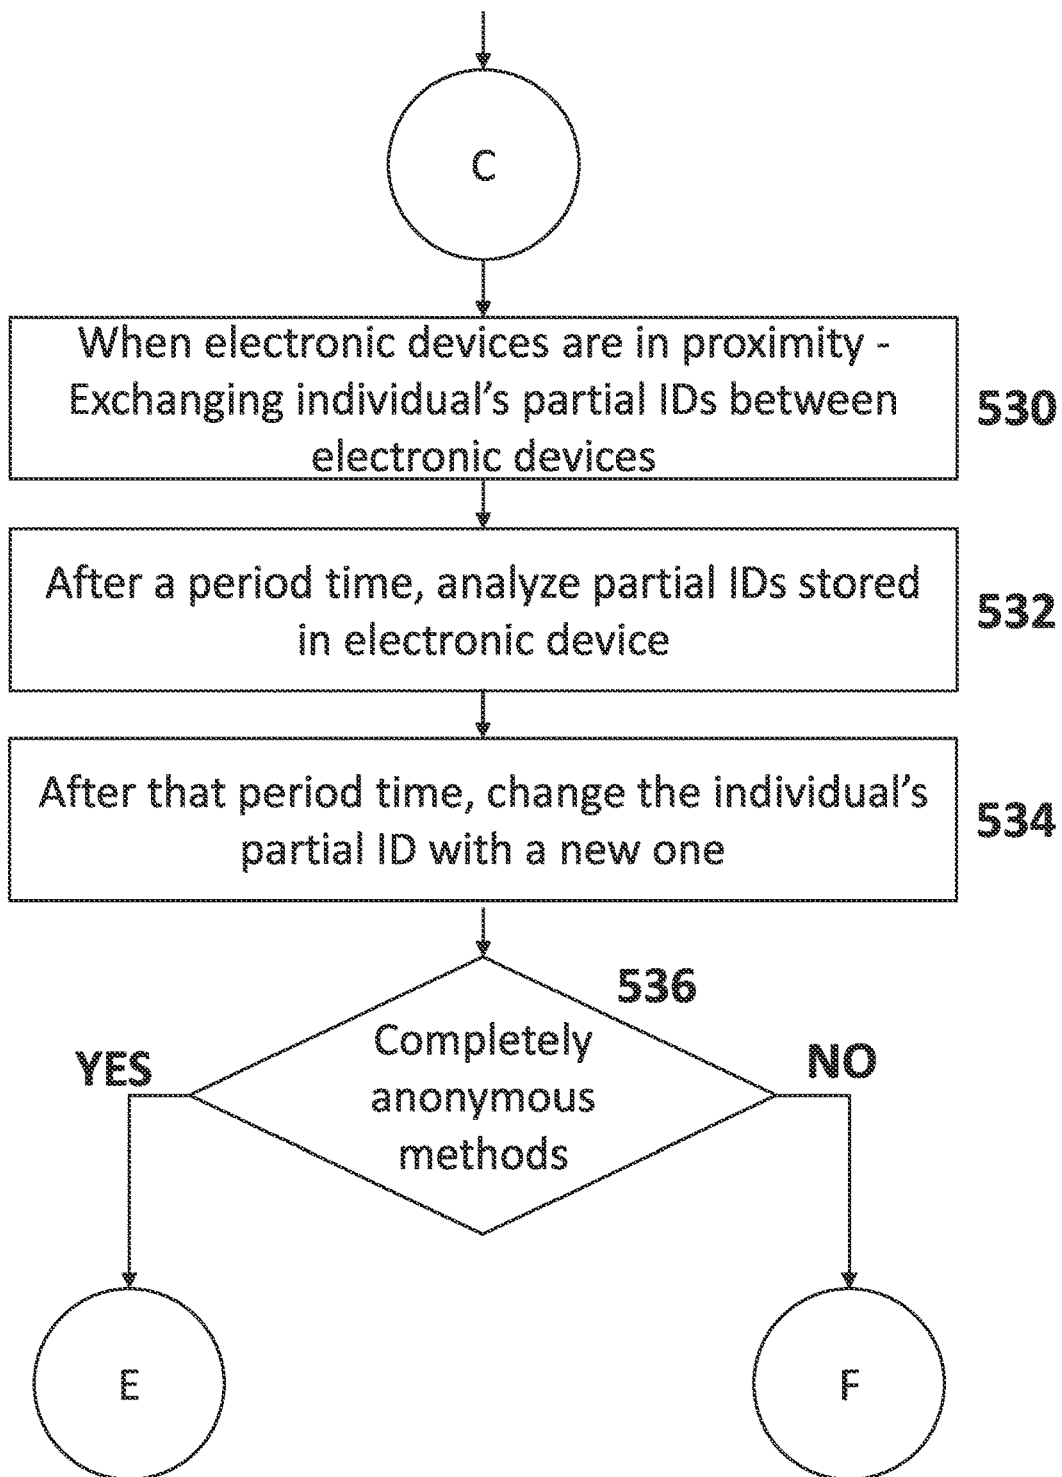 C
When electronic devices are in proximity -
Exchanging individual's partial IDs between
electronic devices
530
After a period time, analyze partial IDs stored
in electronic device
532
After that period time, change the individual's
partial ID with a new one
534
536
Completely
anonymous
methods
YES
NO
E
F